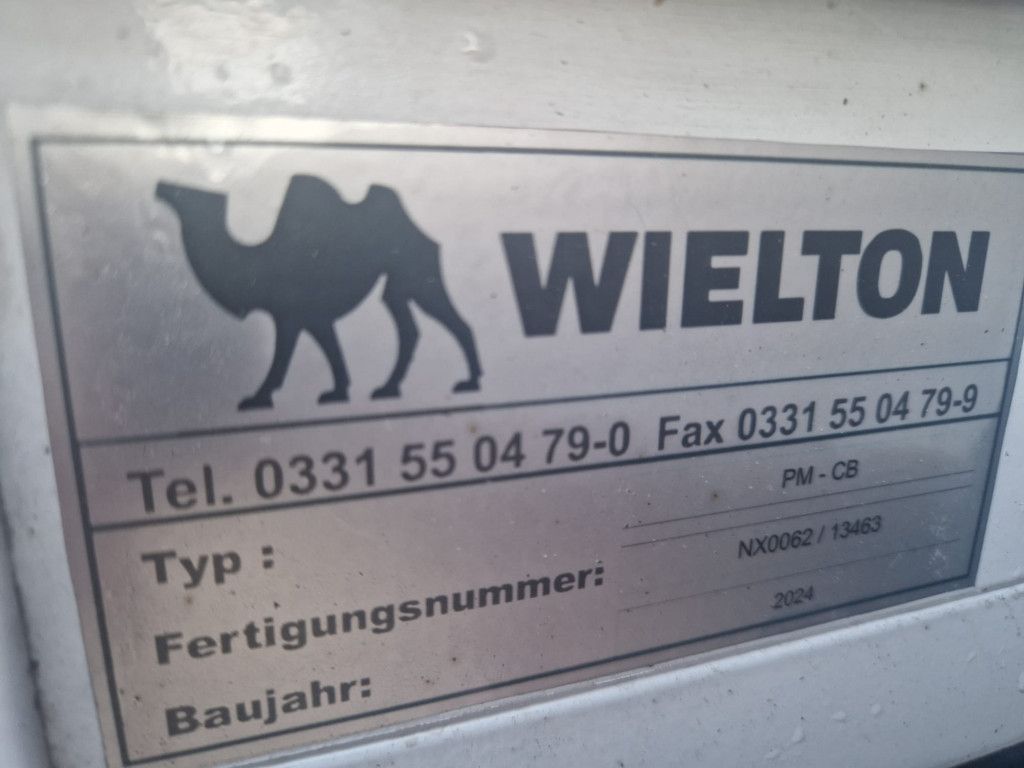 WIELTON
Tel. 0331 55 04 79-0 Fax 0331 55 04 79-9
Typ : PM - CB
Fertigungsnummer: NX0062 / 13463
Baujahr: 2024